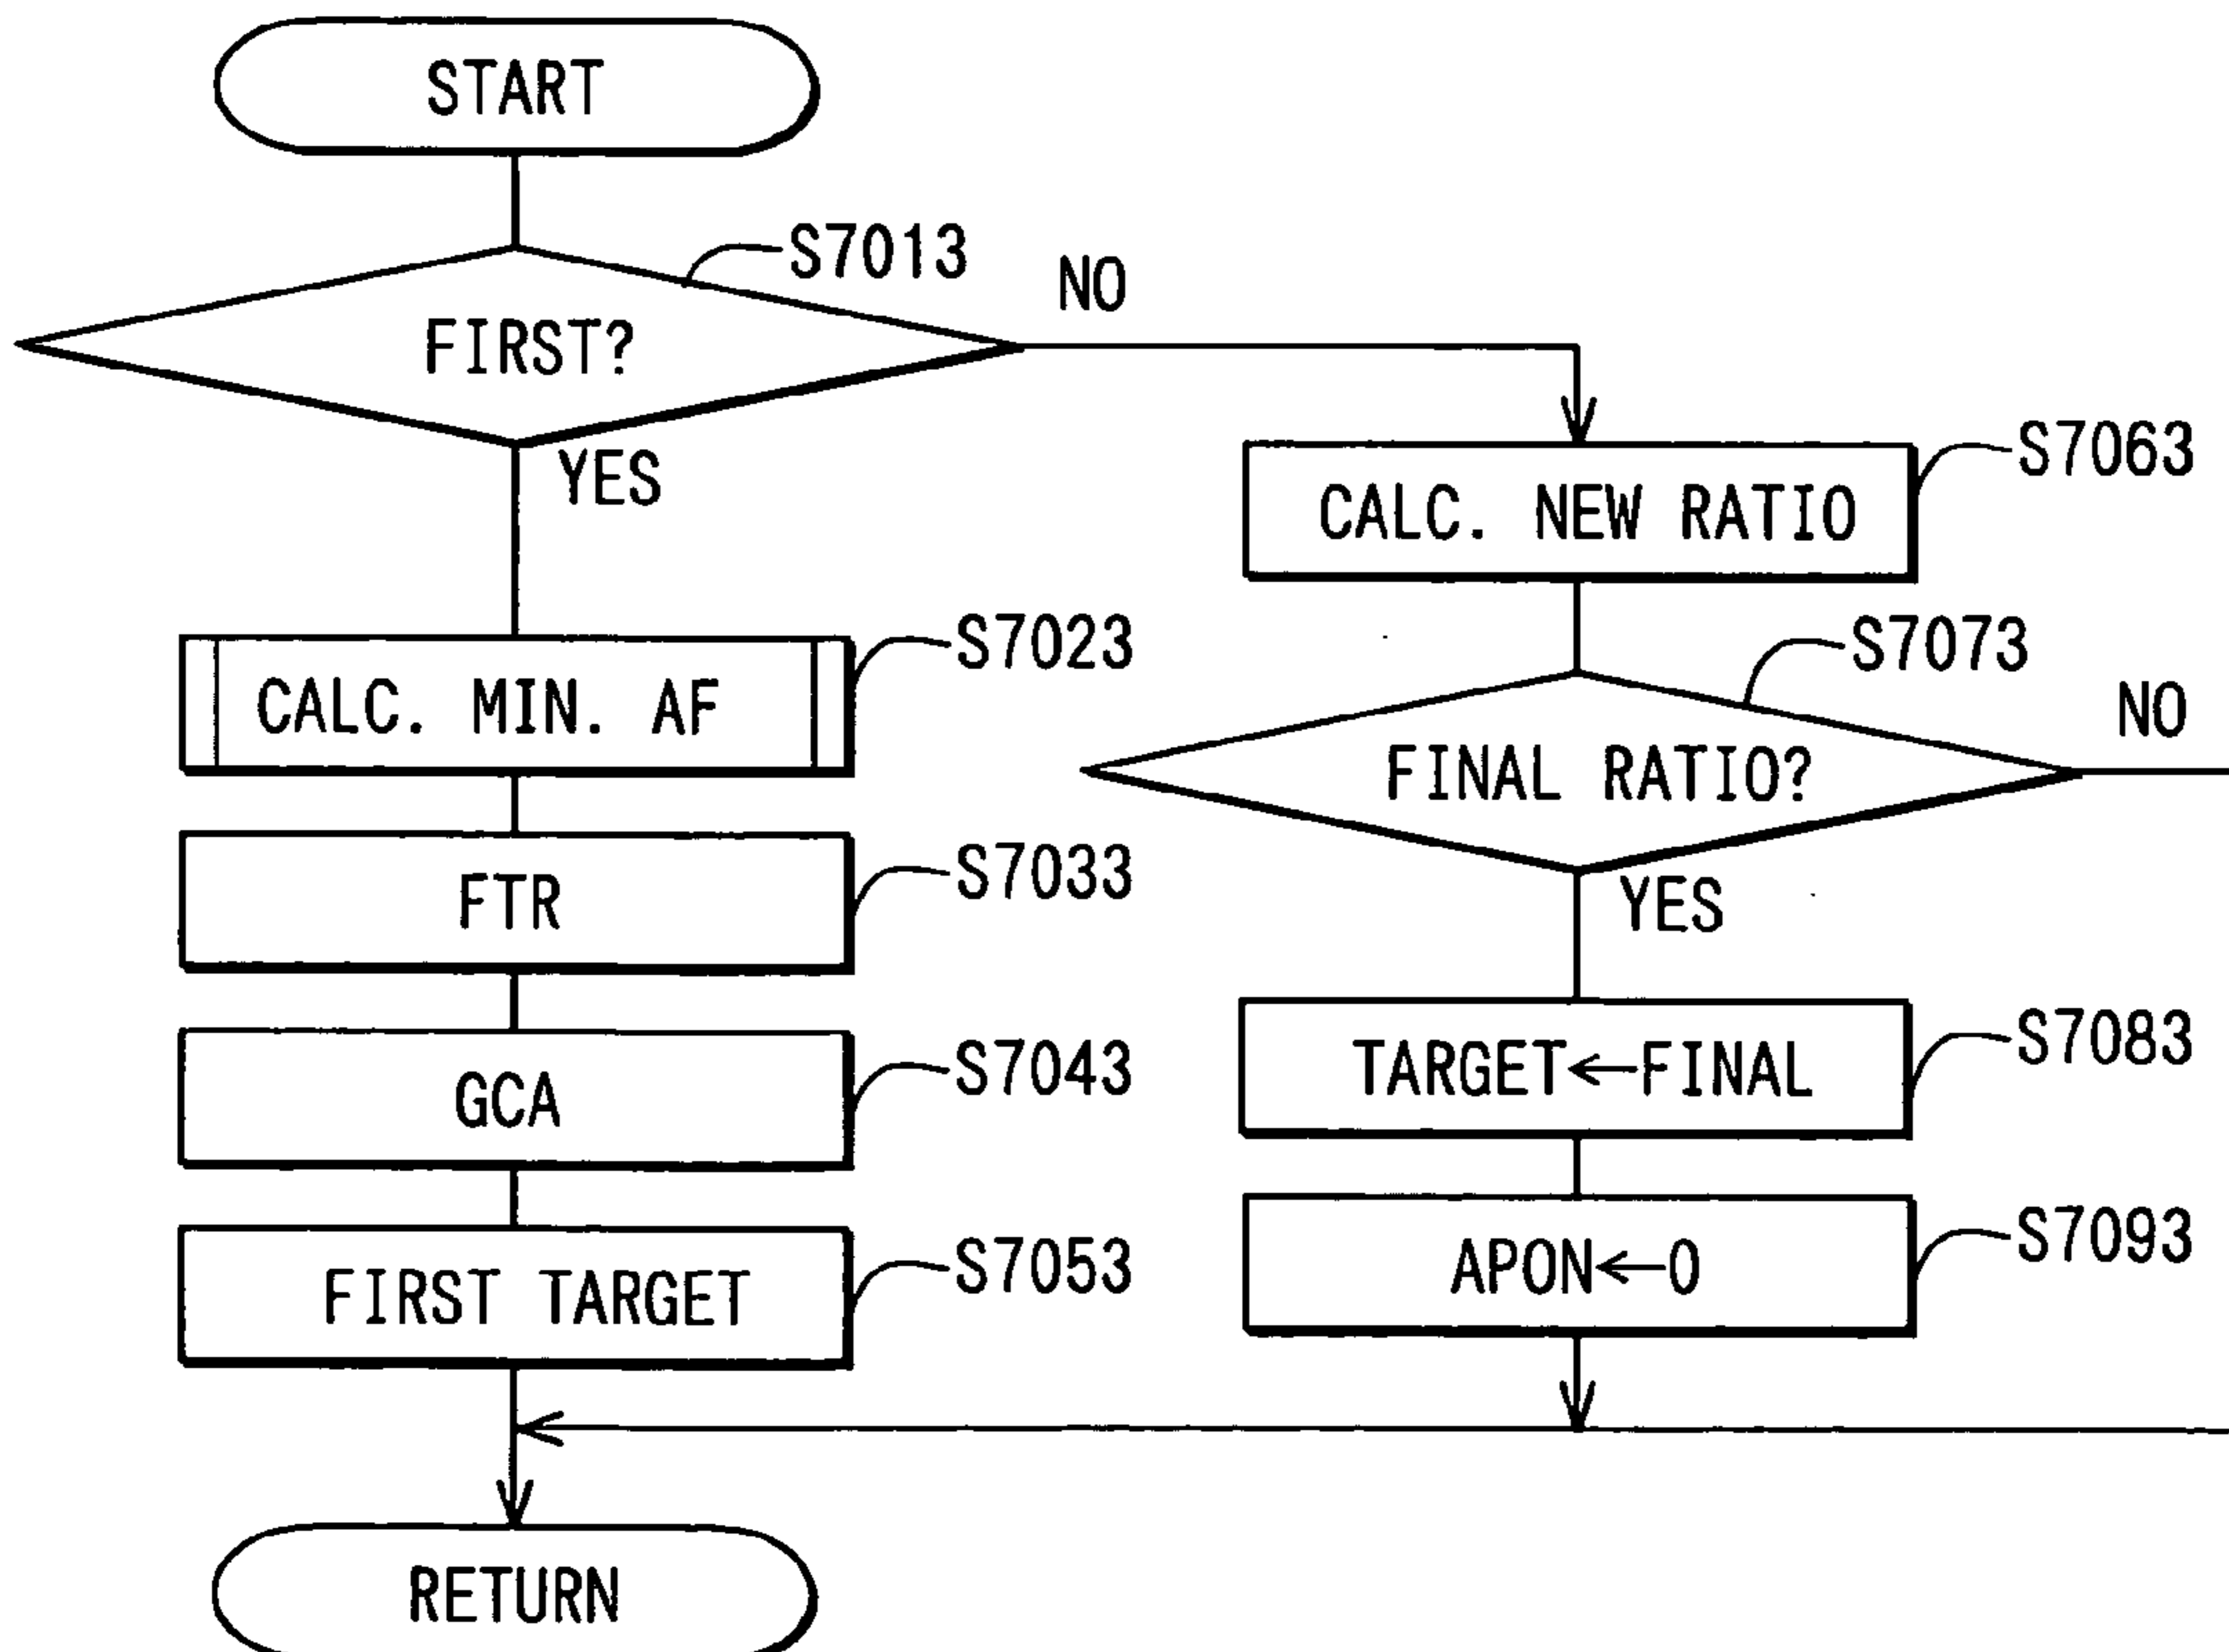 START
S7013
NO
FIRST?
YES
S7023
CALC. MIN. AF
S7033
FTR
S7043
GCA
S7053
FIRST TARGET
S7063
CALC. NEW RATIO
S7073
NO
FINAL RATIO?
YES
S7083
TARGET←FINAL
S7093
APON←0
RETURN